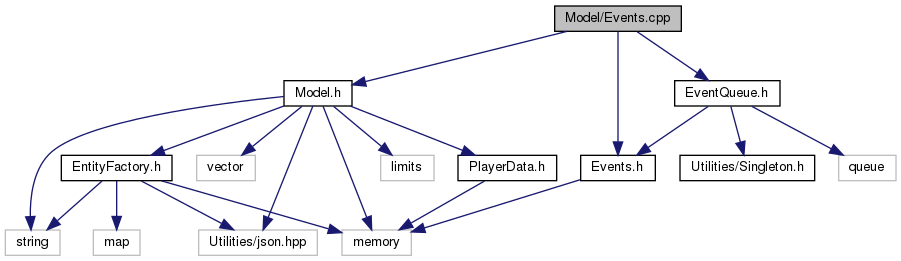 Model/Events.cpp
Model.h
EventQueue.h
EntityFactory.h
vector
limits
PlayerData.h
Events.h
Utilities/Singleton.h
queue
string
map
Utilities/json.hpp
memory